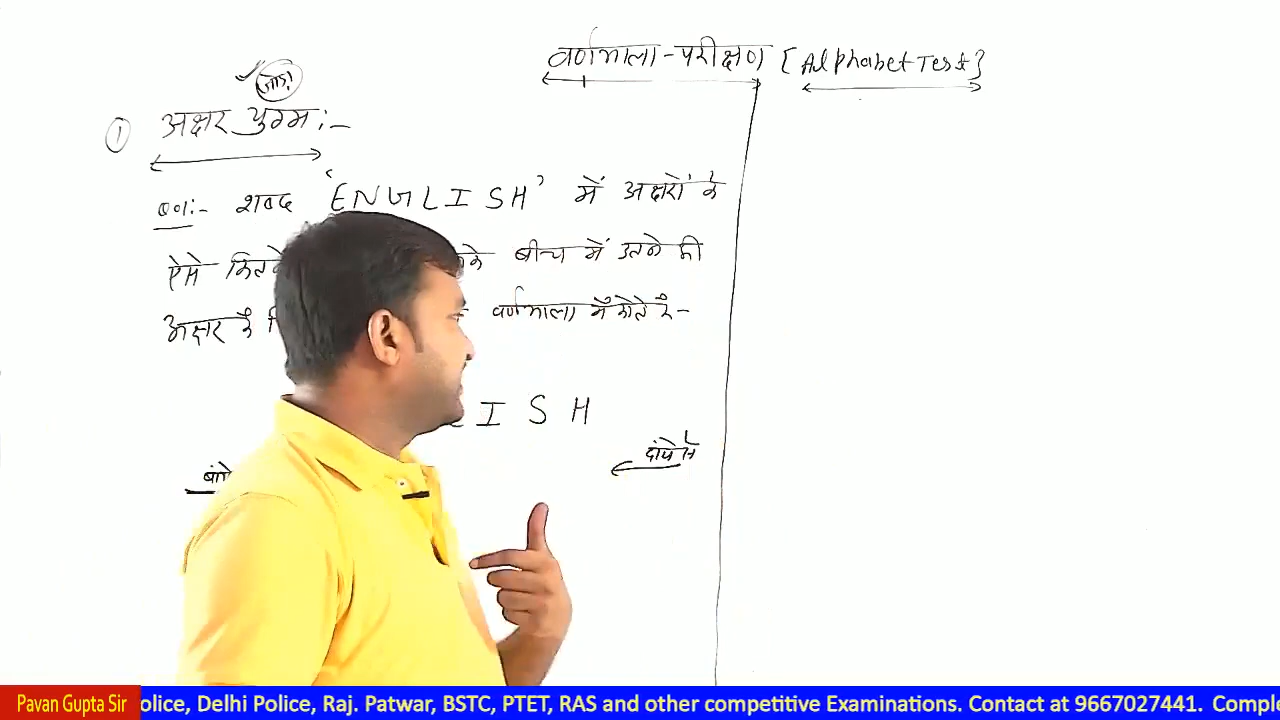 वर्णमाला-परीक्षण [Alphabet Test]
जोड़ा
① अक्षर युग्म :-
प्रश्न:- शब्द 'ENGLISH' में अक्षरों के
ऐसे कितने के बीच में उतने ही
अक्षर है वर्णमाला में होते है-
I S H
बांये दांये से
Pavan Gupta Sir olice, Delhi Police, Raj. Patwar, BSTC, PTET, RAS and other competitive Examinations. Contact at 9667027441. Comple